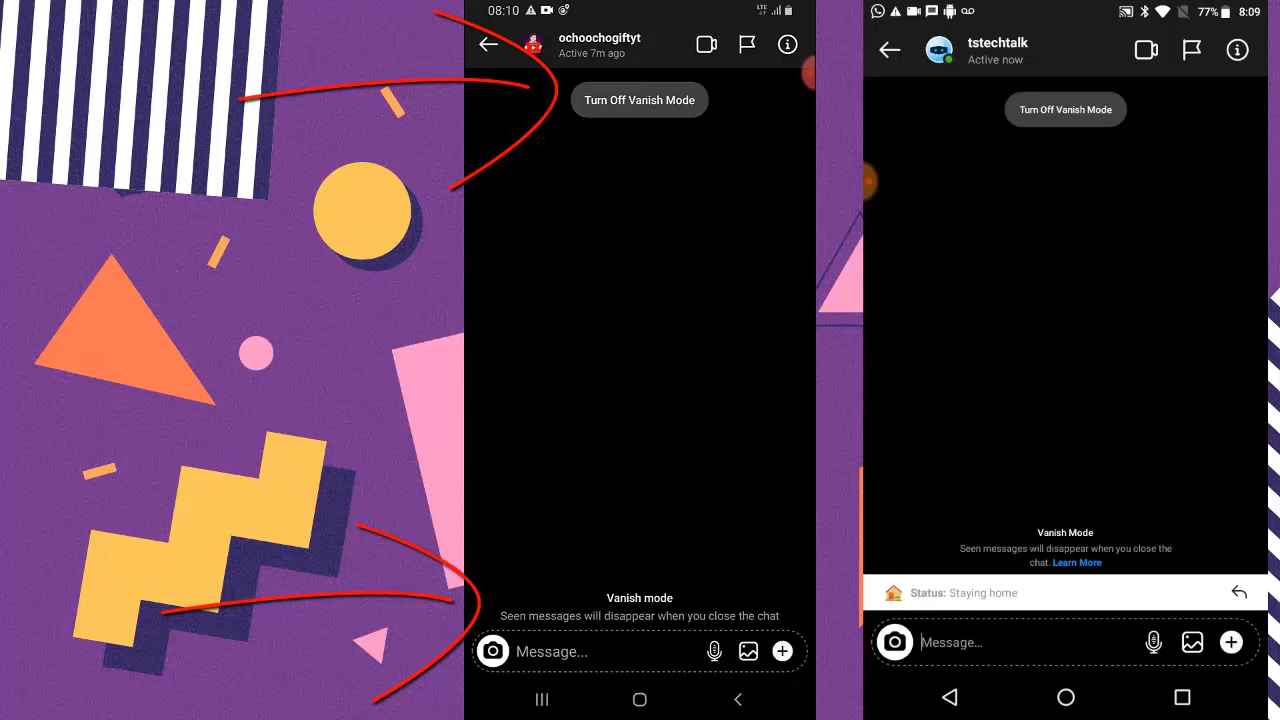 08:10
LTE
ochoochogiftyt
Active 7m ago
Turn Off Vanish Mode
Vanish mode
Seen messages will disappear when you close the chat
Message...
77%
8:09
tstechtalk
Active now
Turn Off Vanish Mode
Vanish Mode
Seen messages will disappear when you close the
chat. Learn More
Status: Staying home
Message...